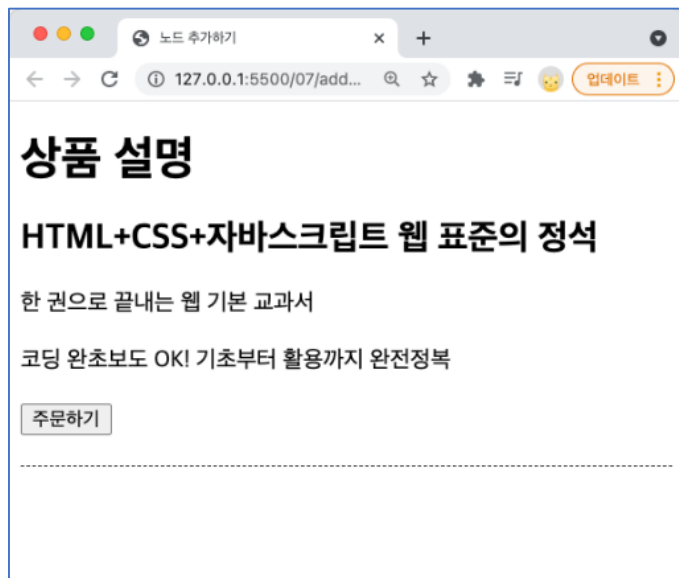 노드 추가하기
127.0.0.1:5500/07/add...
업데이트
상품 설명
HTML+CSS+자바스크립트 웹 표준의 정석
한 권으로 끝내는 웹 기본 교과서
코딩 완초보도 OK! 기초부터 활용까지 완전정복
주문하기